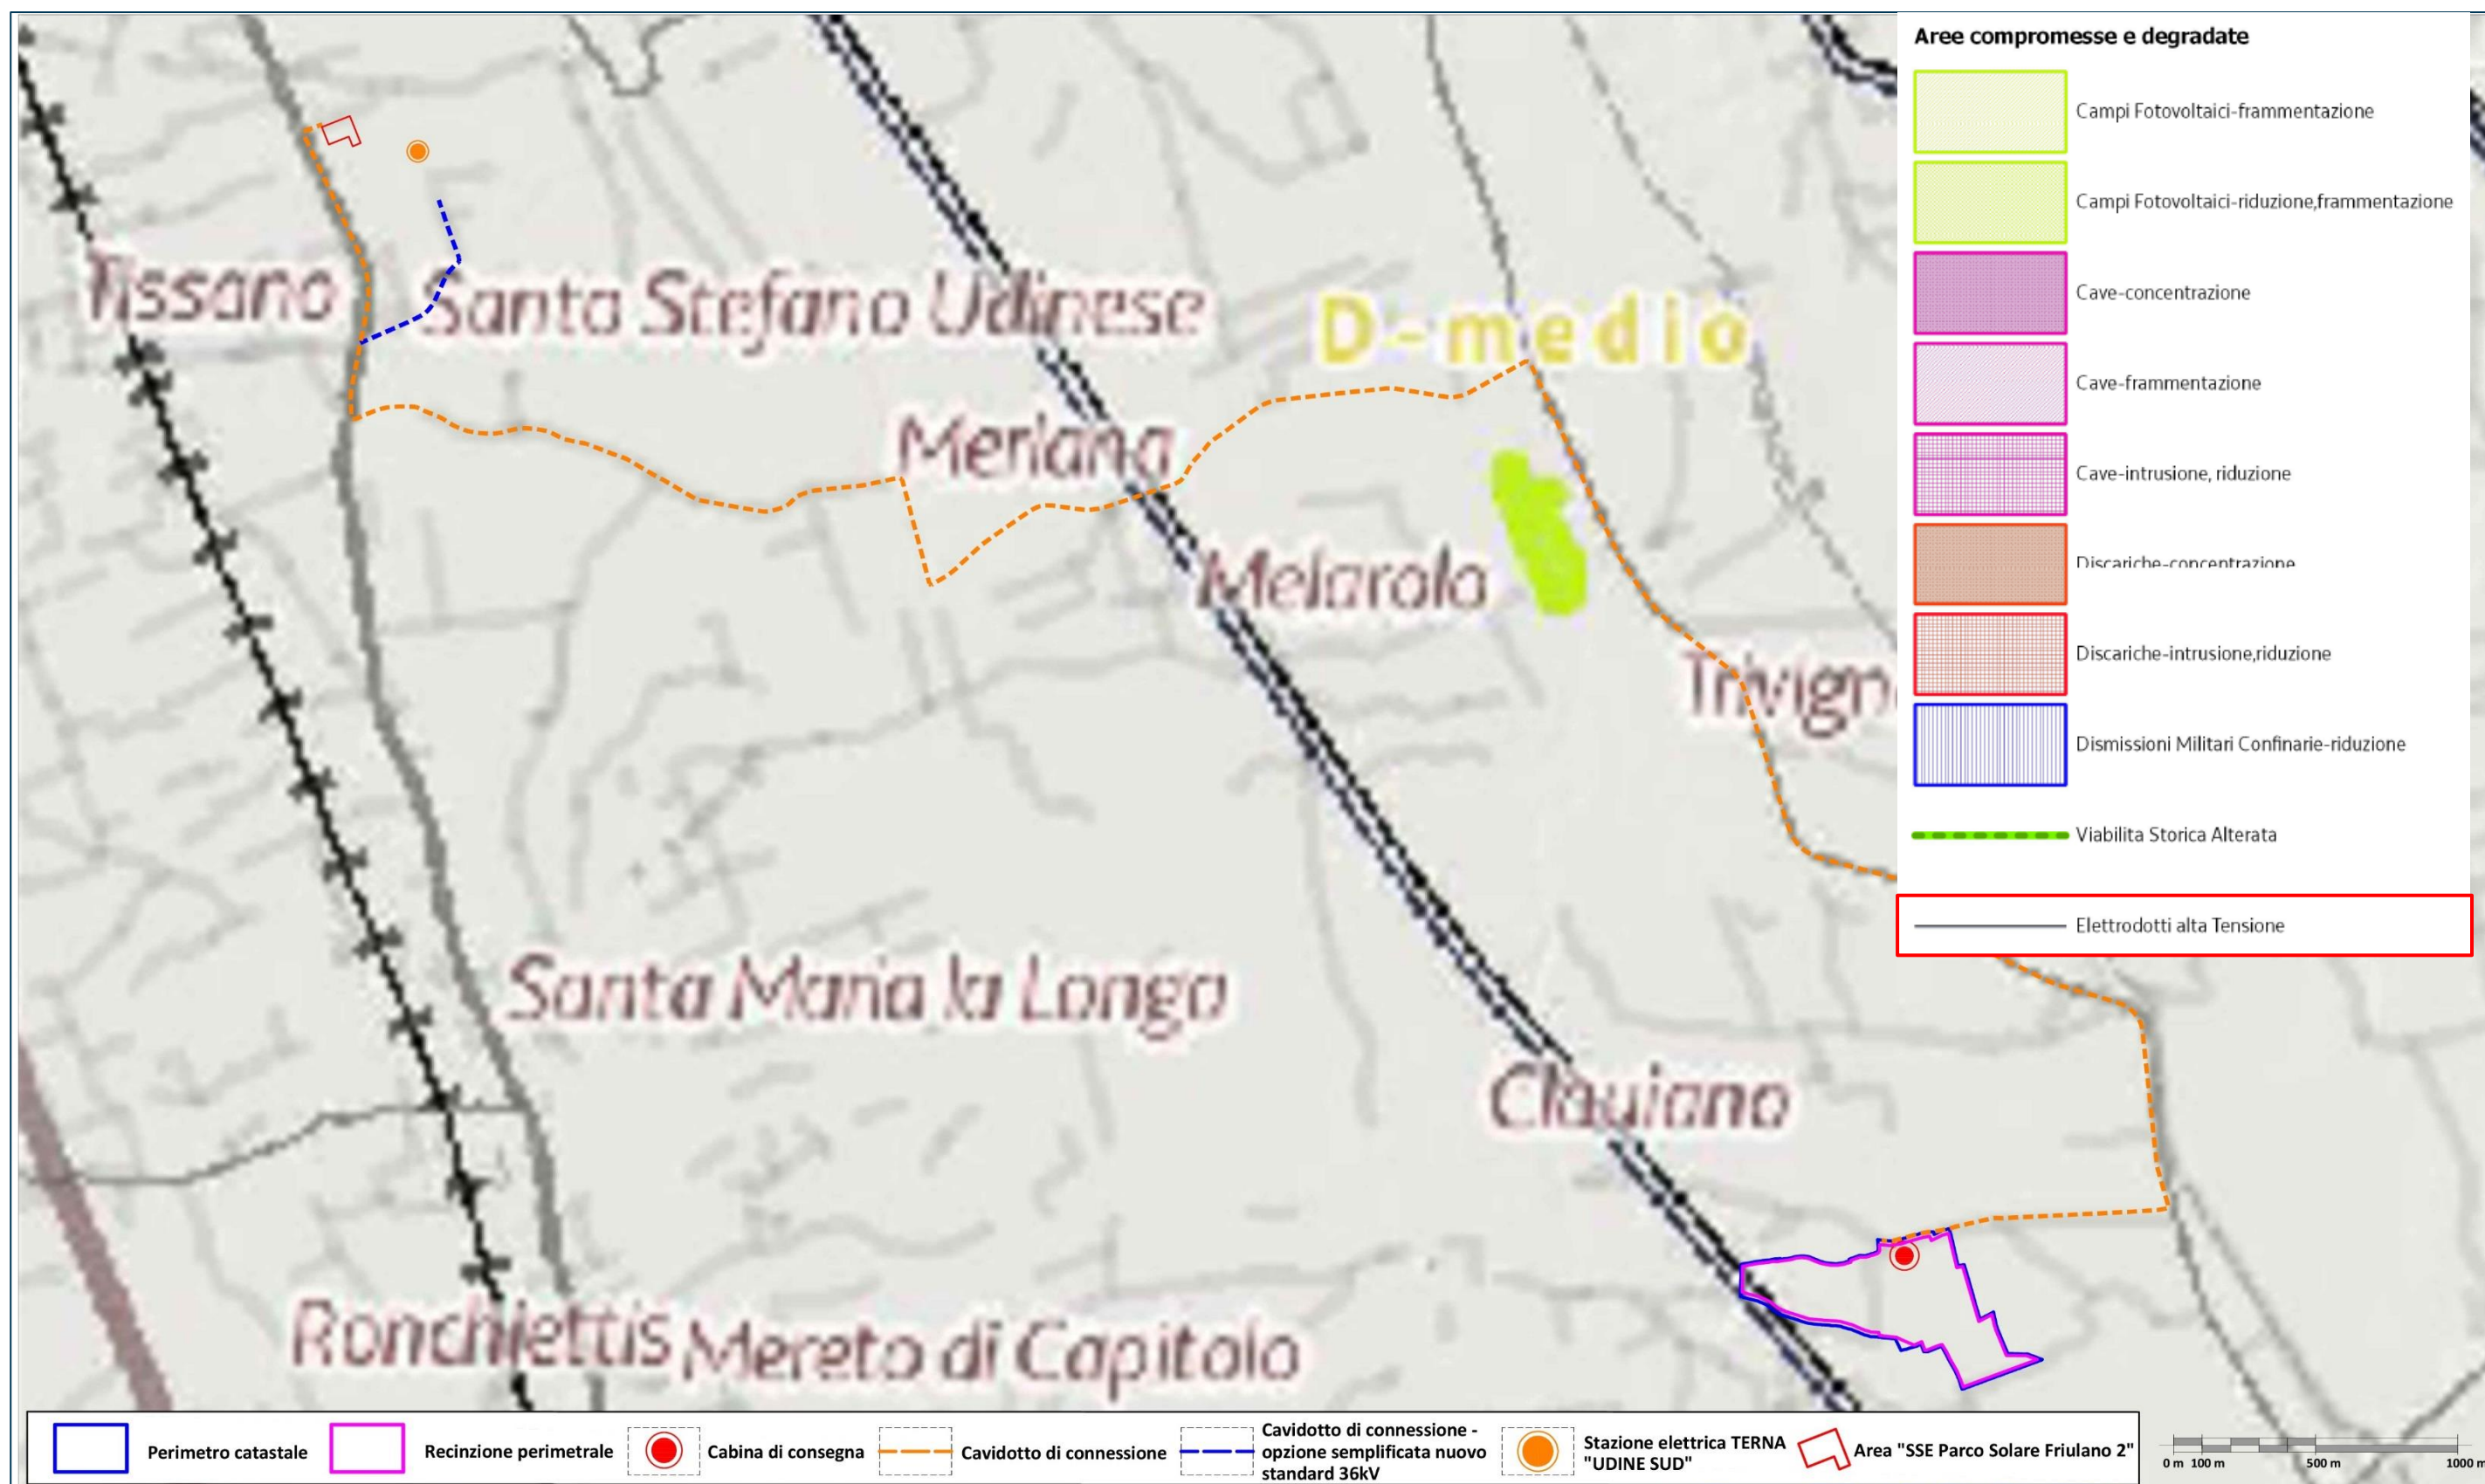 Aree compromesse e degradate
Campi Fotovoltaici-frammentazione
Campi Fotovoltaici-riduzione,frammentazione
Cave-concentrazione
Cave-frammentazione
Cave-intrusione, riduzione
Discariche-concentrazione
Discariche-intrusione,riduzione
Dismissioni Militari Confinarie-riduzione
Viabilita Storica Alterata
Elettrodotti alta Tensione
Tissano
Santo Stefano Udinese
D-medio
Meriana
Melarolo
Trivign
Santa Maria la Longa
Clauiano
Ronchiettis
Mereto di Capitolo
Perimetro catastale
Recinzione perimetrale
Cabina di consegna
Cavidotto di connessione
Cavidotto di connessione -
opzione semplificata nuovo
standard 36kV
Stazione elettrica TERNA
"UDINE SUD"
Area "SSE Parco Solare Friulano 2"
0 m 100 m 500 m 1000 m